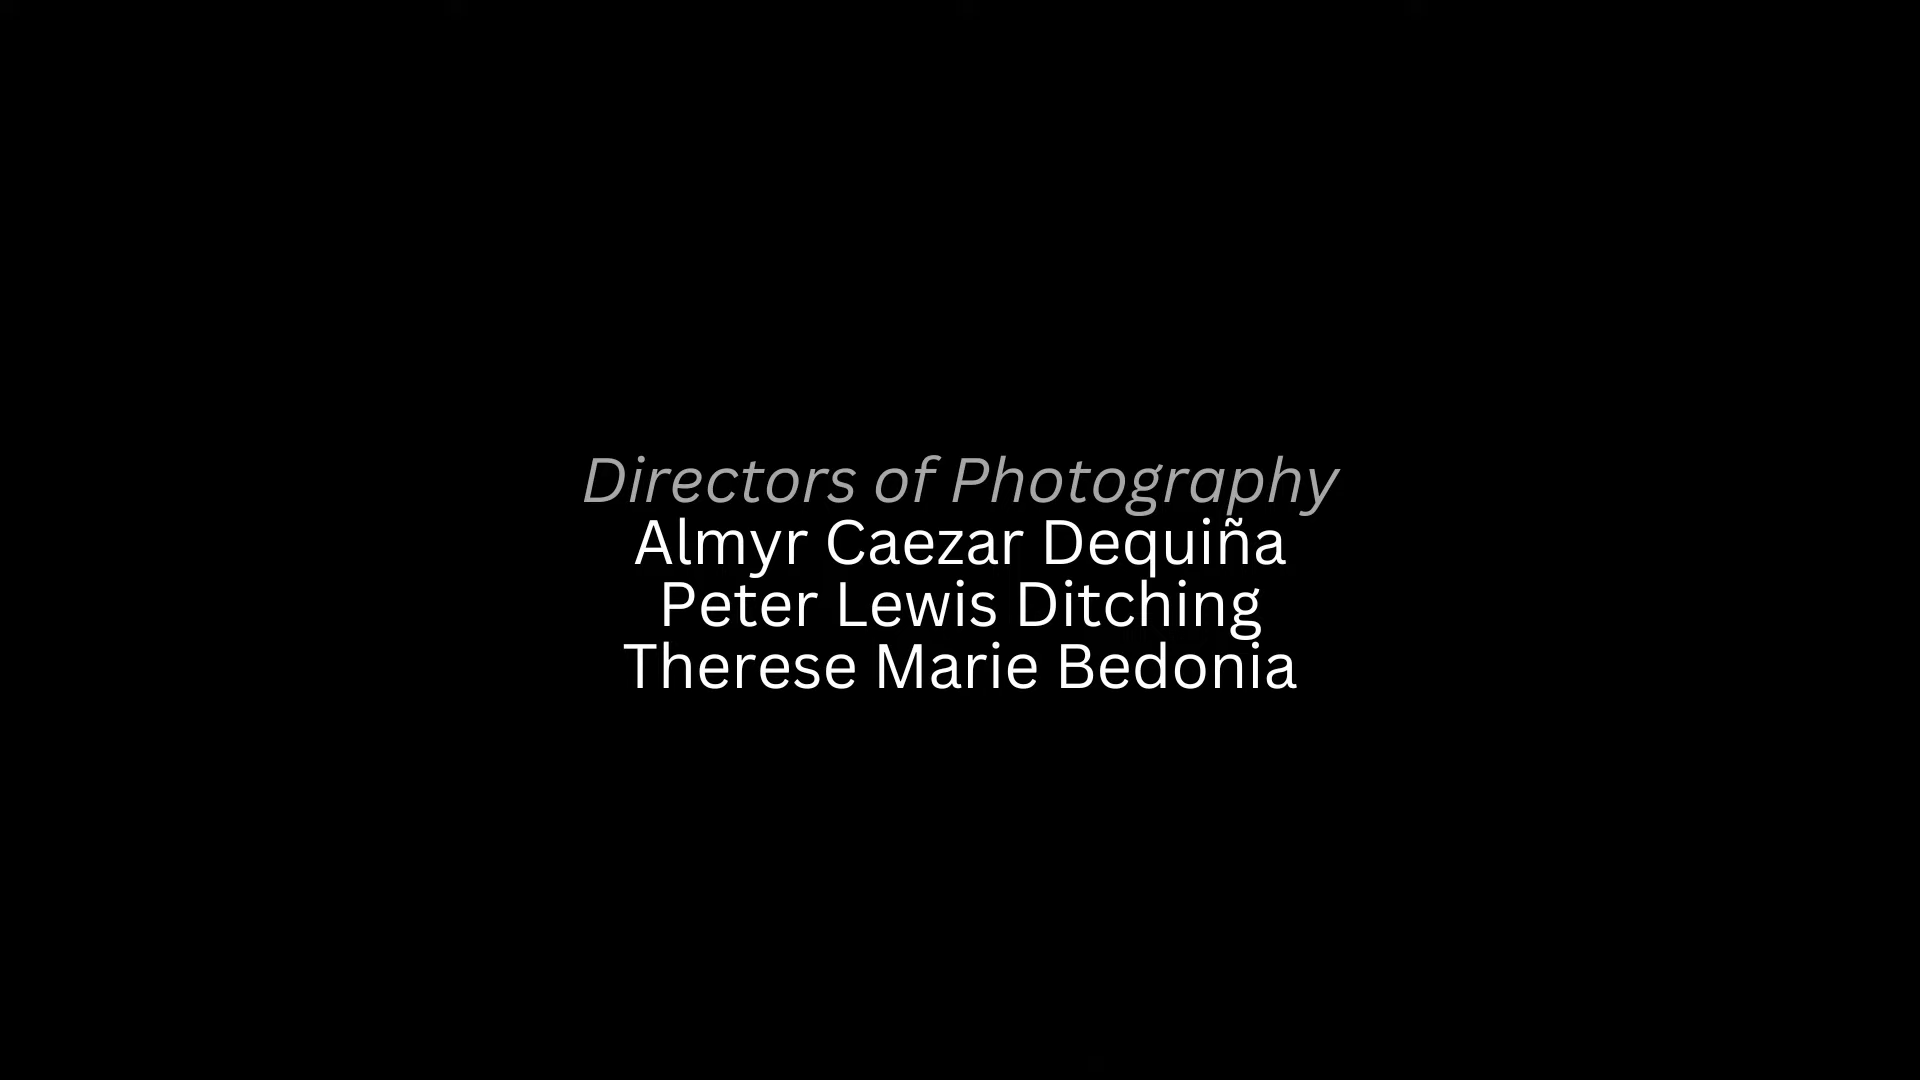 Directors of Photography
Almyr Caezar Dequiña
Peter Lewis Ditching
Therese Marie Bedonia